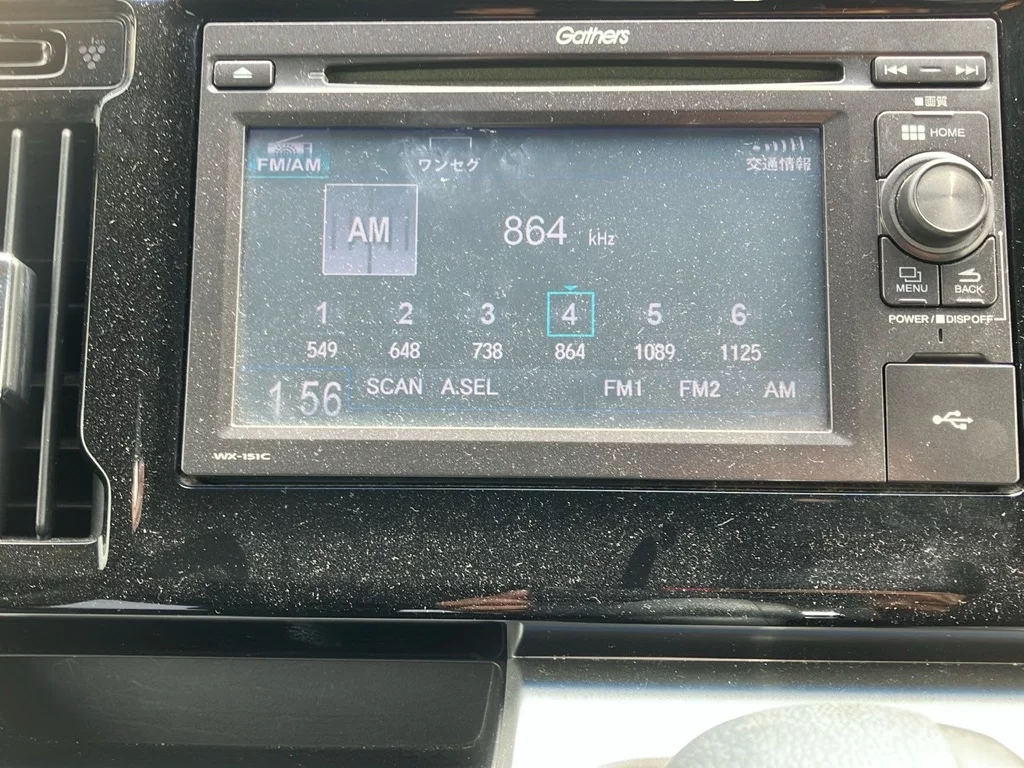 Gathers
■画質
HOME
FM/AM ワンセグ 交通情報
AM 864 kHz
MENU BACK
1 2 3 4 5 6
POWER/■DISP OFF
549 648 738 864 1089 1125
1 56 SCAN A.SEL FM1 FM2 AM
WX-151C